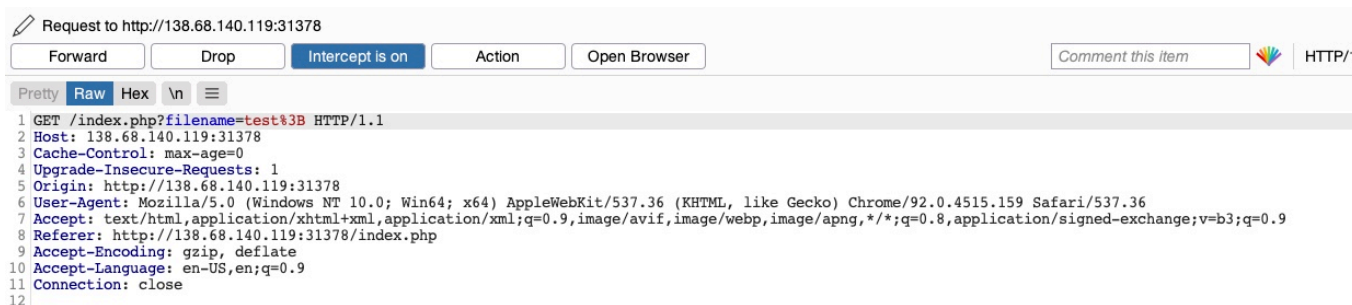 Request to http://138.68.140.119:31378
Forward Drop Intercept is on Action Open Browser Comment this item HTTP/
Pretty Raw Hex \n
1 GET /index.php?filename=test%3B HTTP/1.1
2 Host: 138.68.140.119:31378
3 Cache-Control: max-age=0
4 Upgrade-Insecure-Requests: 1
5 Origin: http://138.68.140.119:31378
6 User-Agent: Mozilla/5.0 (Windows NT 10.0; Win64; x64) AppleWebKit/537.36 (KHTML, like Gecko) Chrome/92.0.4515.159 Safari/537.36
7 Accept: text/html,application/xhtml+xml,application/xml;q=0.9,image/avif,image/webp,image/apng,*/*;q=0.8,application/signed-exchange;v=b3;q=0.9
8 Referer: http://138.68.140.119:31378/index.php
9 Accept-Encoding: gzip, deflate
10 Accept-Language: en-US,en;q=0.9
11 Connection: close
12